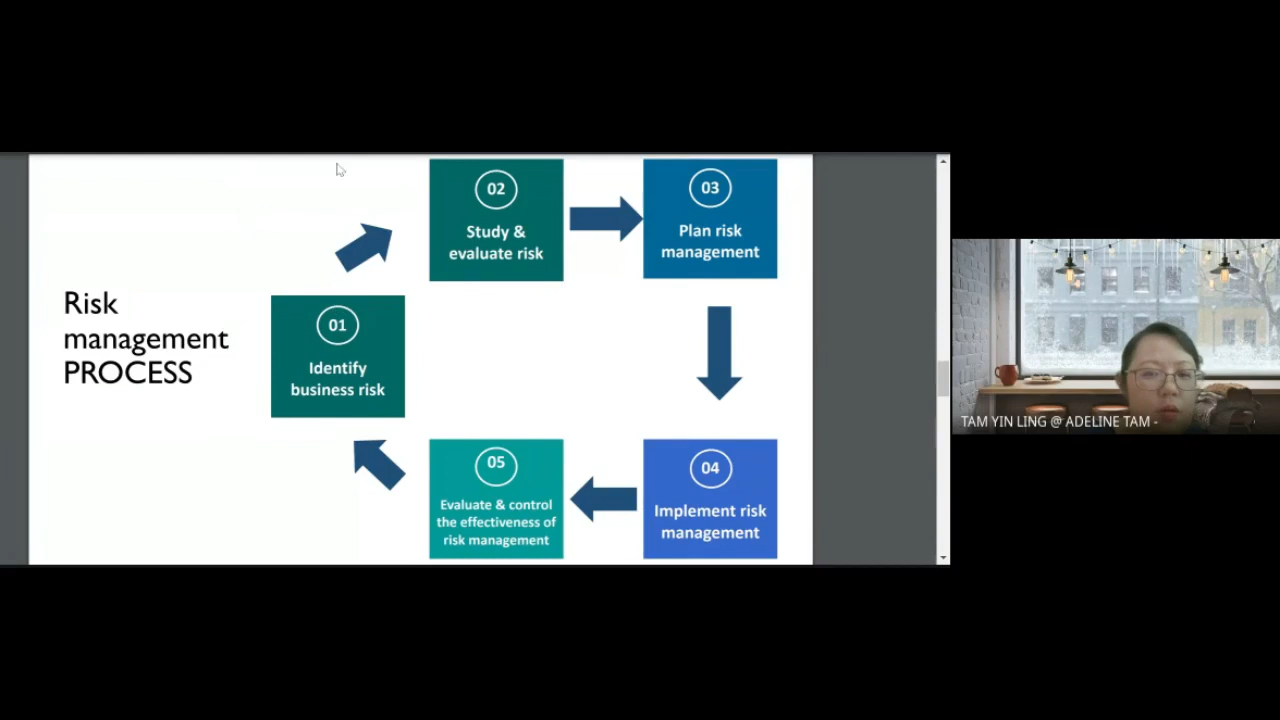 Risk
management
PROCESS
01
Identify
business risk
02
Study &
evaluate risk
03
Plan risk
management
04
Implement risk
management
05
Evaluate & control
the effectiveness of
risk management
TAM YIN LING @ ADELINE TAM -